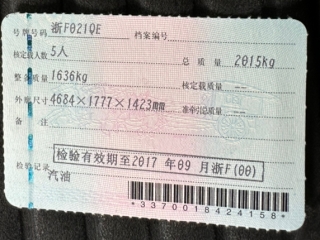 号牌号码 浙F021QE 档案编号
核定载人数 5人 总质量 2015kg
整备质量 1636kg 核定载质量 --
外廓尺寸 4684×1777×1423mm 准牵引总质量 --
备注
检验有效期至2017 年09 月浙F(00)
检验记录
汽油
*3370018424158*